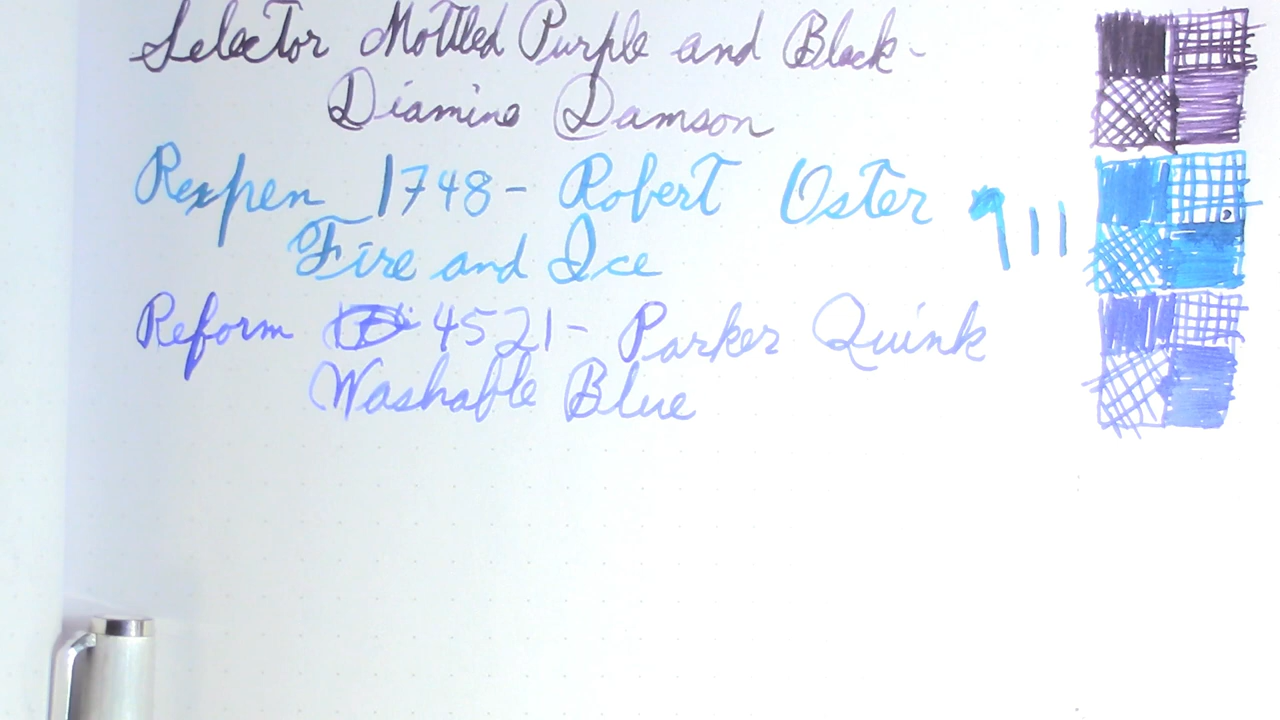 Selector Mottled Purple and Black-
Diamine Damson
Rexpen 1748- Robert Oster 911
Fire and Ice
Reform 4521- Parker Quink
Washable Blue